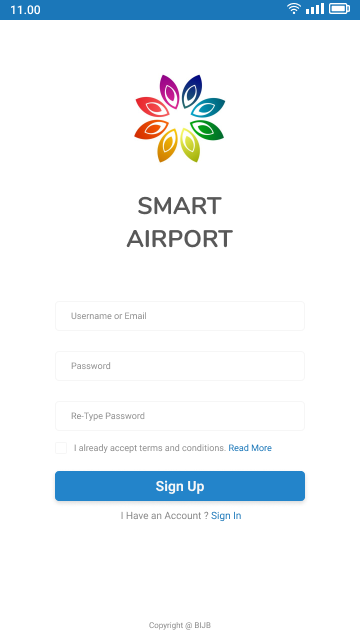 11.00
SMART
AIRPORT
Username or Email
Password
Re-Type Password
I already accept terms and conditions. Read More
Sign Up
I Have an Account ? Sign In
Copyright @ BIJB